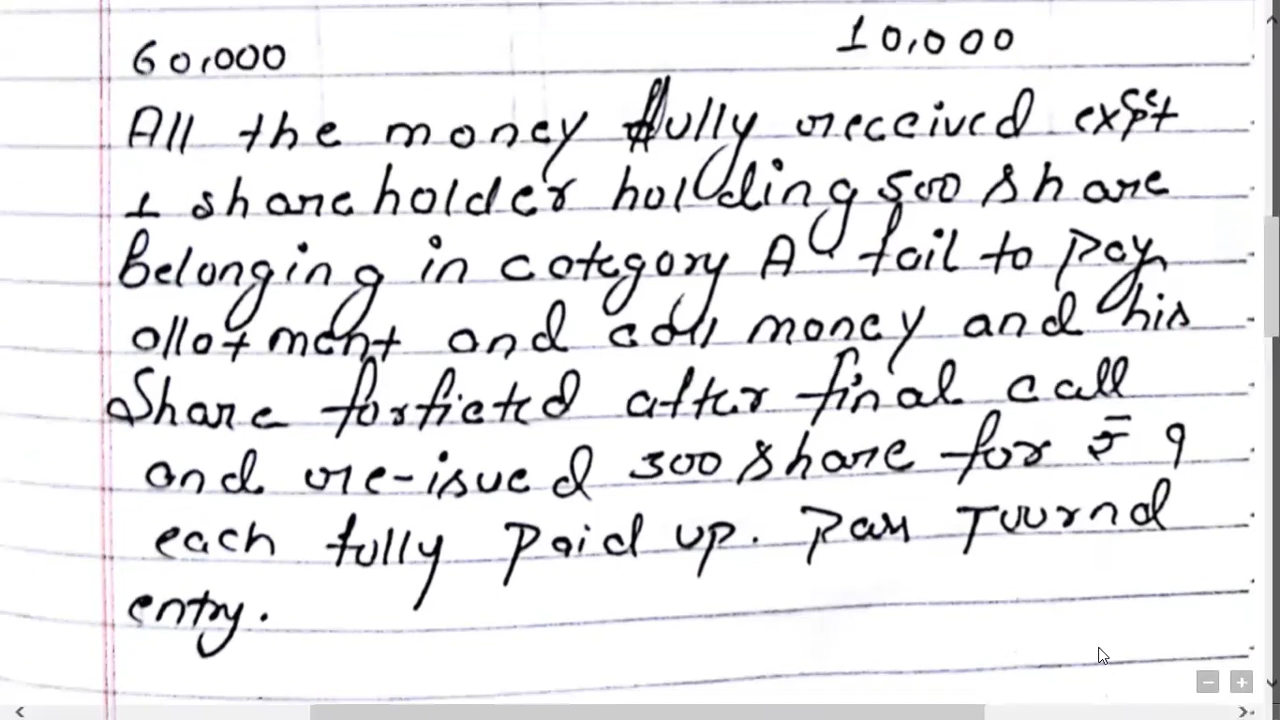 60,000 10,000
All the money fully received expt
1 shareholder holding 500 share
Belonging in category A fail to pay
allotment and call money and his
Share forfieted after final call
and re-issued 300 share for ₹ 9
each fully Paid up. Pass Journal
entry.